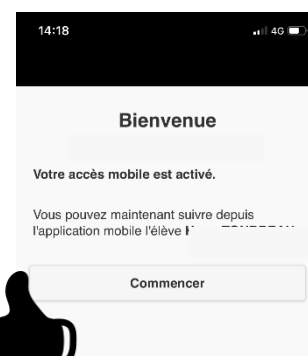 14:18
4G
Bienvenue
Votre accès mobile est activé.
Vous pouvez maintenant suivre depuis
l'application mobile l'élève
Commencer